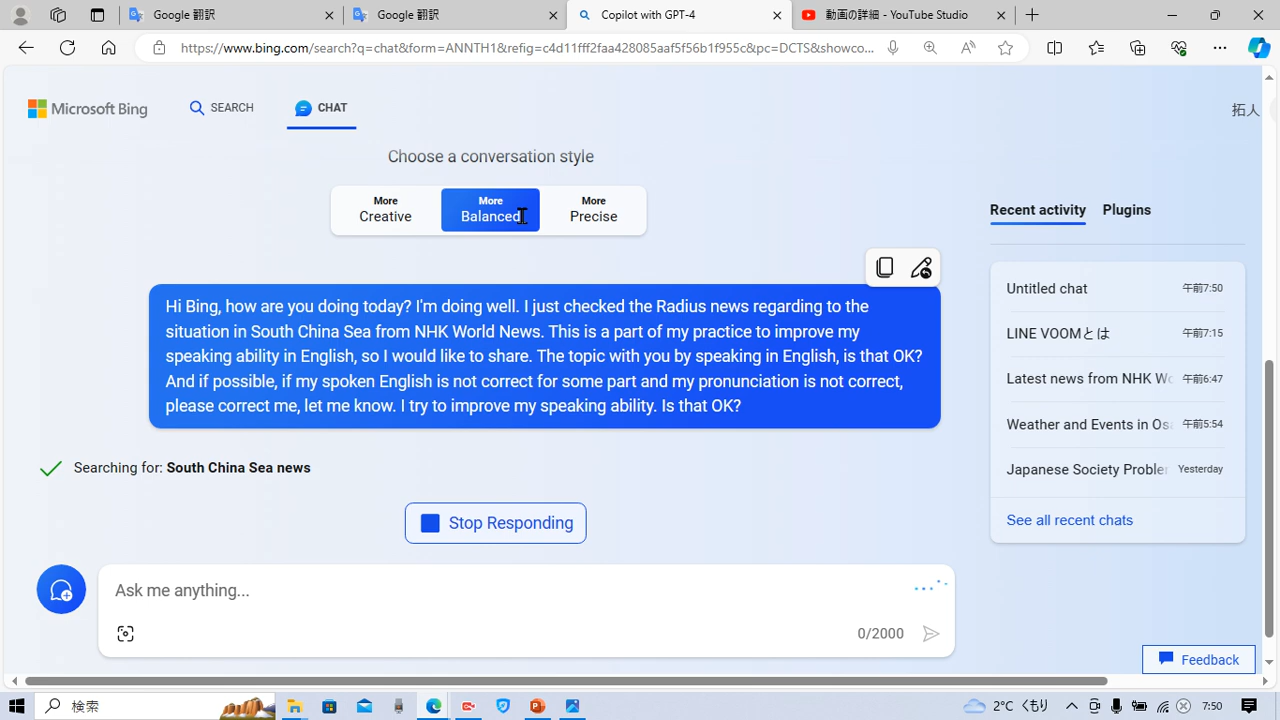 Google 翻訳
Google 翻訳
Copilot with GPT-4
動画の詳細 - YouTube Studio
https://www.bing.com/search?q=chat&form=ANNTH1&refig=c4d11fff2faa428085aaf5f56b1f955c&pc=DCTS&showco...
Microsoft Bing
SEARCH
CHAT
拓人
Choose a conversation style
More
Creative
More
Balanced
More
Precise
Recent activity
Plugins
Hi Bing, how are you doing today? I'm doing well. I just checked the Radius news regarding to the
situation in South China Sea from NHK World News. This is a part of my practice to improve my
speaking ability in English, so I would like to share. The topic with you by speaking in English, is that OK?
And if possible, if my spoken English is not correct for some part and my pronunciation is not correct,
please correct me, let me know. I try to improve my speaking ability. Is that OK?
Untitled chat 午前7:50
LINE VOOMとは 午前7:15
Latest news from NHK Wo 午前6:47
Weather and Events in Osa 午前5:54
Japanese Society Probler Yesterday
See all recent chats
Searching for: South China Sea news
Stop Responding
Ask me anything...
0/2000
Feedback
検索
2°C くもり
7:50